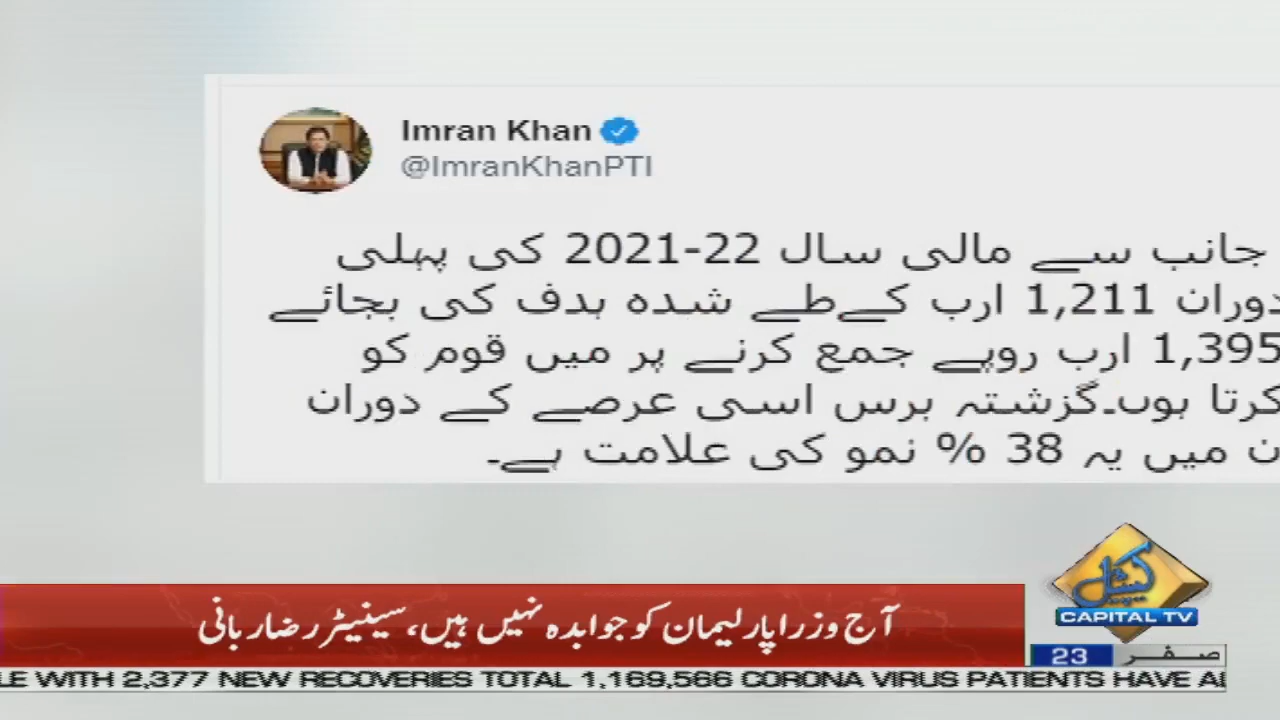 Imran Khan
@ImranKhanPTI
جانب سے مالی سال 22-2021 کی پہلی
دوران 1,211 ارب کےطے شدہ ہدف کی بجائے
1,395 ارب روپے جمع کرنے پر میں قوم کو
کرتا ہوں۔گزشتہ برس اسی عرصے کے دوران
ن میں یہ 38 % نمو کی علامت ہے۔
کیپیٹل
CAPITAL TV
آج وزرا پارلیمان کو جوابدہ نہیں ہیں، سینیٹر رضا ربانی
23 صفر
LE WITH 2,377 NEW RECOVERIES TOTAL 1,169,566 CORONA VIRUS PATIENTS HAVE AL